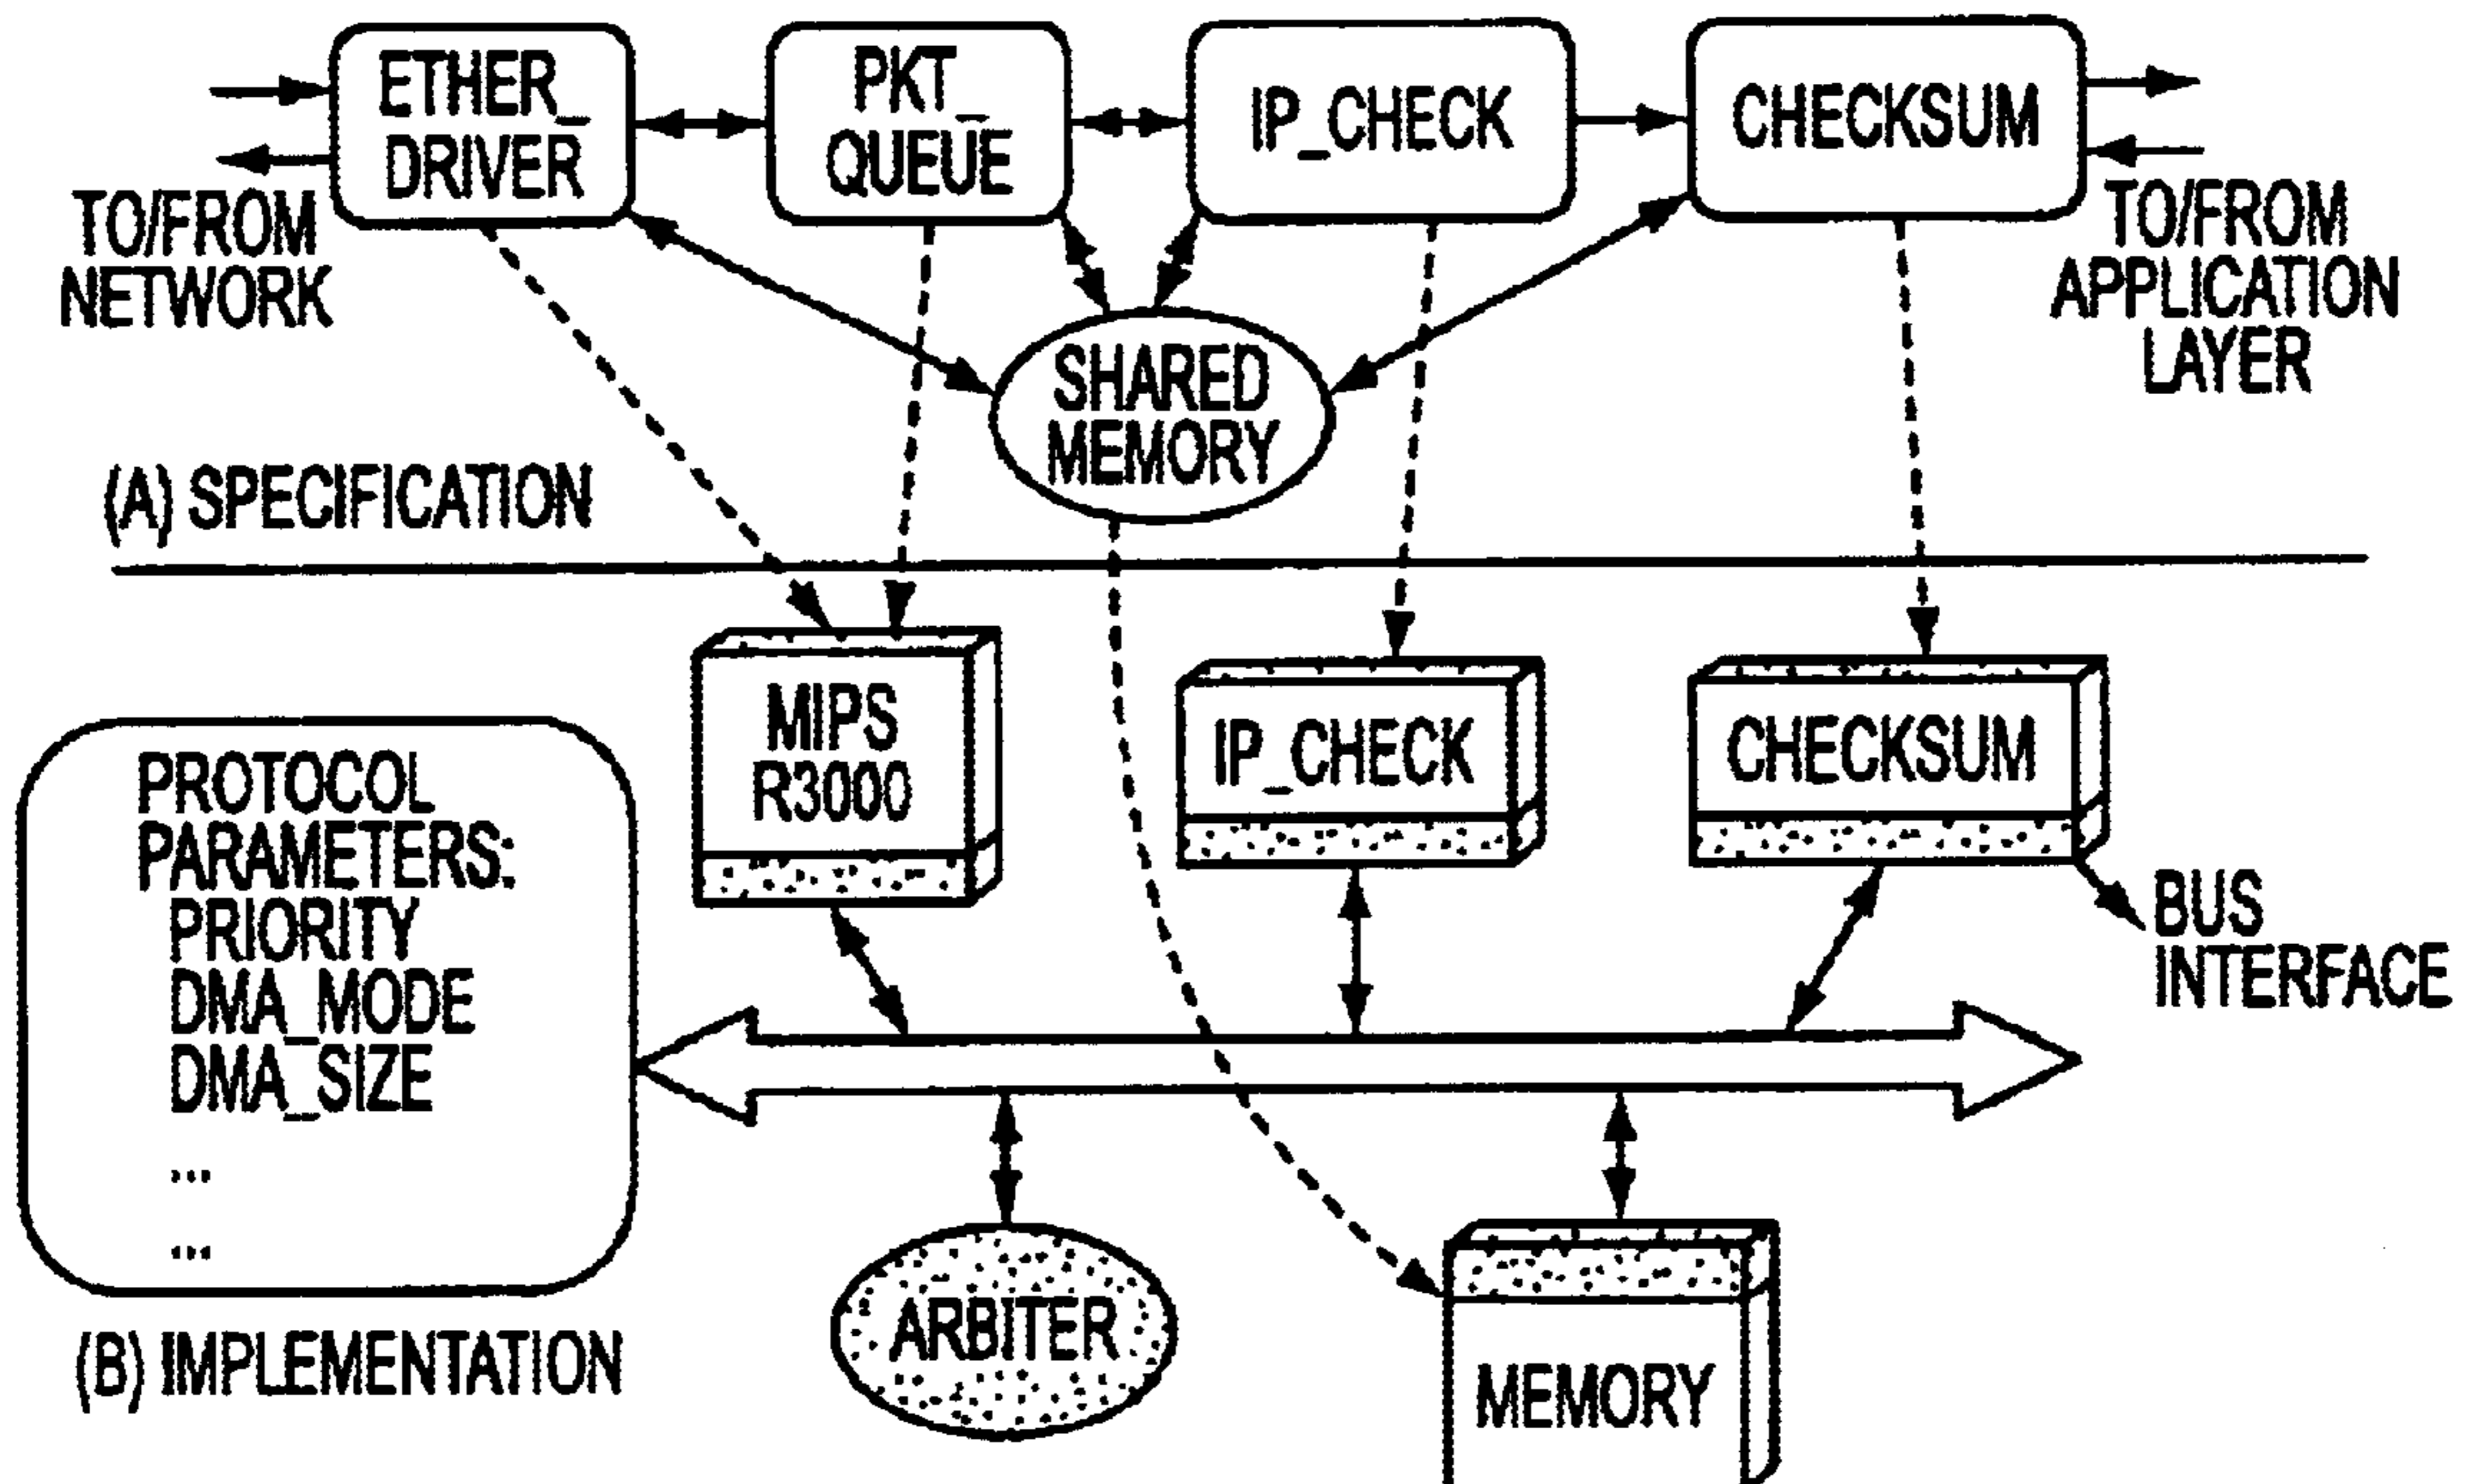 ETHER_
DRIVER
PKT_
QUEUE
IP_CHECK
CHECKSUM
TO/FROM
NETWORK
TO/FROM
APPLICATION
LAYER
SHARED
MEMORY
(A) SPECIFICATION
MIPS
R3000
IP_CHECK
CHECKSUM
PROTOCOL
PARAMETERS:
PRIORITY
DMA_MODE
DMA_SIZE
...
...
BUS
INTERFACE
ARBITER
MEMORY
(B) IMPLEMENTATION